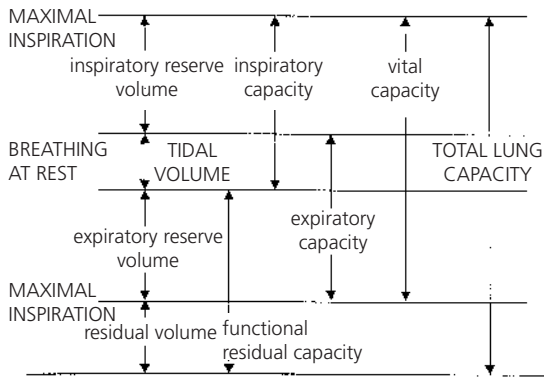 MAXIMAL
INSPIRATION
inspiratory reserve
volume
inspiratory
capacity
vital
capacity
BREATHING
AT REST
TIDAL
VOLUME
TOTAL LUNG
CAPACITY
expiratory reserve
volume
expiratory
capacity
MAXIMAL
INSPIRATION
residual volume
functional
residual capacity